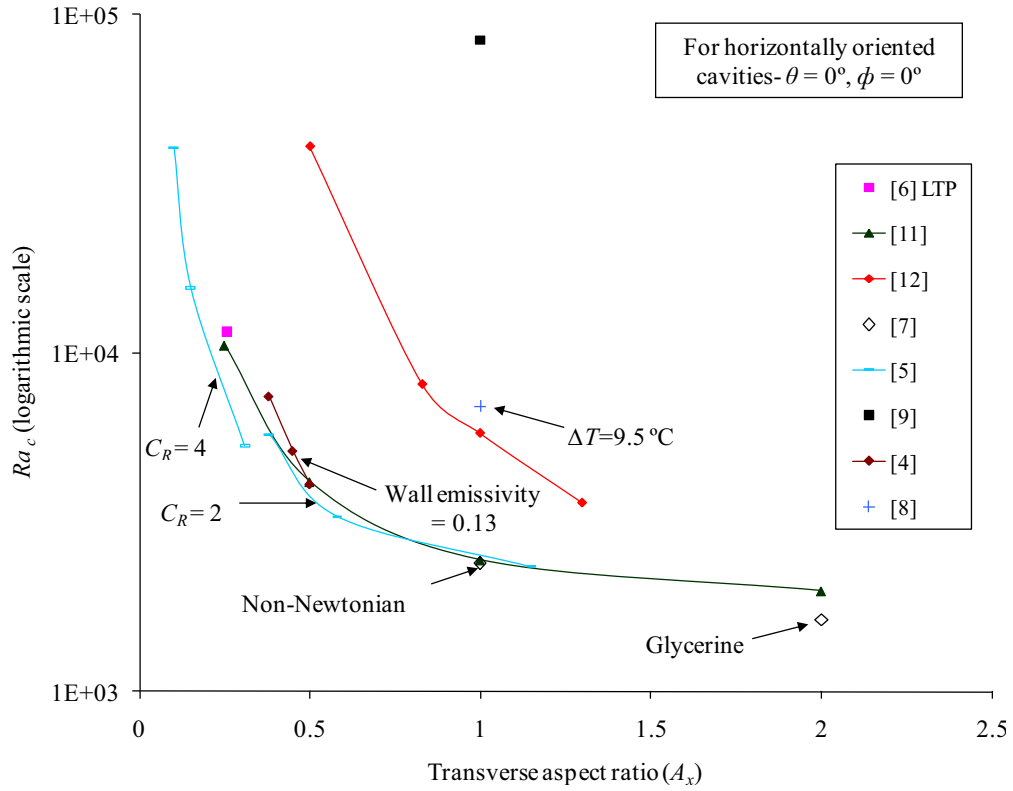 1E+05
For horizontally oriented
cavities- θ = 0º, ϕ = 0º
[6] LTP
[11]
[12]
[7]
[5]
[9]
[4]
[8]
Ra c (logarithmic scale)
1E+04
ΔT=9.5 ºC
C_R = 4
Wall emissivity
= 0.13
C_R = 2
Non-Newtonian
Glycerine
1E+03
0
0.5
1
1.5
2
2.5
Transverse aspect ratio (A_x)